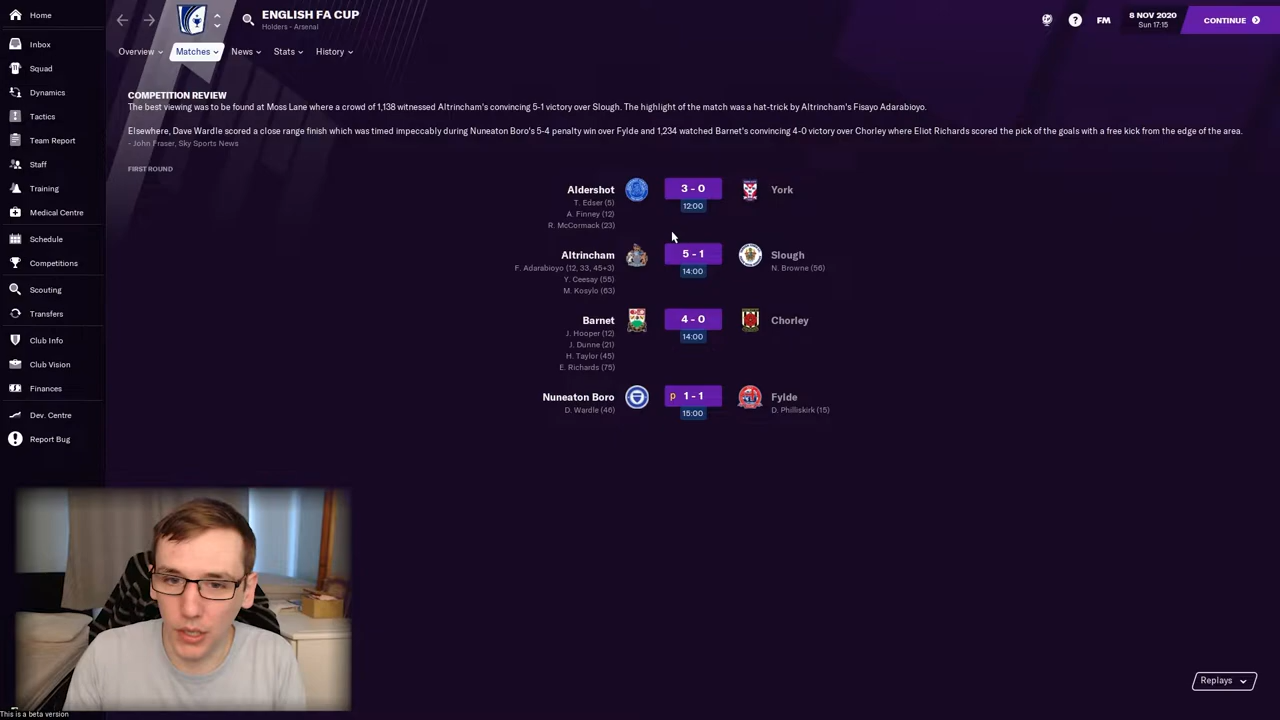 Home
ENGLISH FA CUP
Holders - Arsenal
FM
8 NOV 2020
Sun 17:15
CONTINUE
Overview
Matches
News
Stats
History
Inbox
Squad
Dynamics
Tactics
Team Report
Staff
Training
Medical Centre
Schedule
Competitions
Scouting
Transfers
Club Info
Club Vision
Finances
Dev. Centre
Report Bug
COMPETITION REVIEW
The best viewing was to be found at Moss Lane where a crowd of 1,138 witnessed Altrincham's convincing 5-1 victory over Slough. The highlight of the match was a hat-trick by Altrincham's Fisayo Adarabioyo.
Elsewhere, Dave Wardle scored a close range finish which was timed impeccably during Nuneaton Boro's 5-4 penalty win over Fylde and 1,234 watched Barnet's convincing 4-0 victory over Chorley where Eliot Richards scored the pick of the goals with a free kick from the edge of the area.
- John Fraser, Sky Sports News
FIRST ROUND
Aldershot 3 - 0 York
T. Edser (5) 12:00
A. Finney (12)
R. McCormack (23)
Altrincham 5 - 1 Slough
F. Adarabioyo (12, 33, 45+3) 14:00 N. Browne (56)
Y. Ceesay (55)
M. Kosylo (63)
Barnet 4 - 0 Chorley
J. Hooper (12) 14:00
J. Dunne (21)
H. Taylor (45)
E. Richards (75)
Nuneaton Boro p 1 - 1 Fylde
D. Wardle (46) 15:00 D. Philliskirk (15)
Replays
This is a beta version